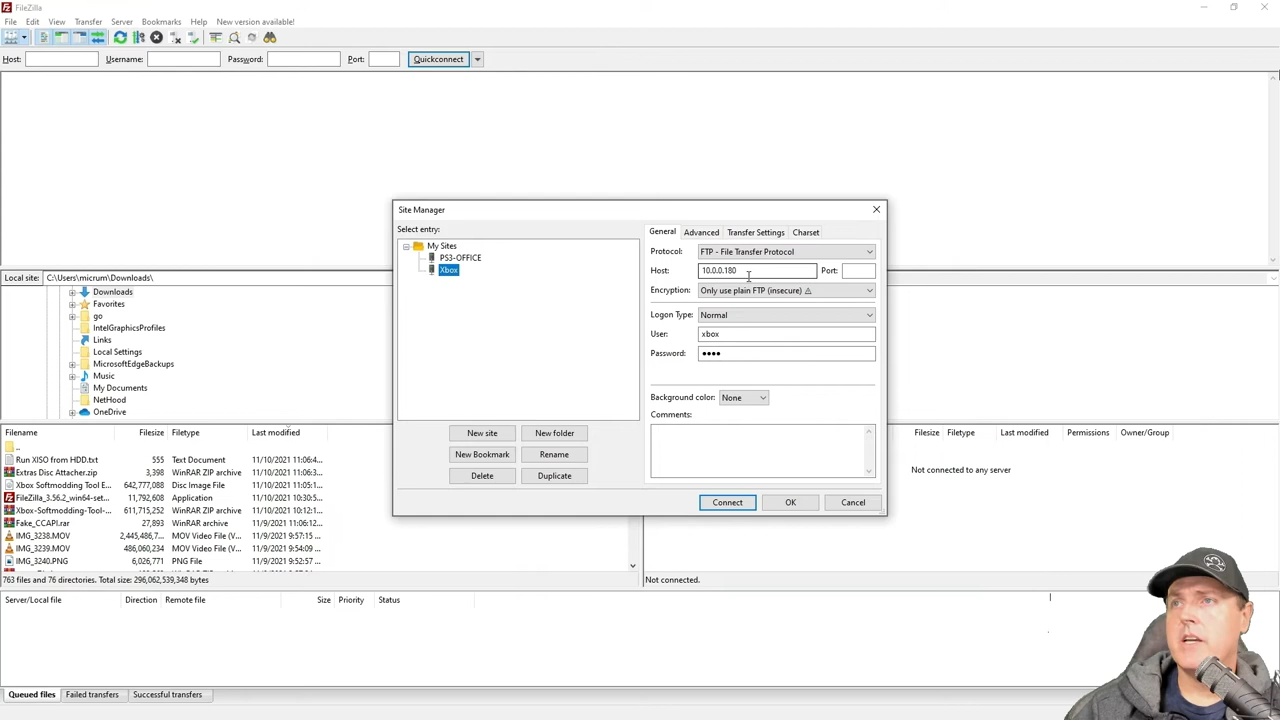 FileZilla
File Edit View Transfer Server Bookmarks Help New version available!
Host: Username: Password: Port: Quickconnect
Site Manager
Select entry:
My Sites
PS3-OFFICE
Xbox
New site New folder
New Bookmark Rename
Delete Duplicate
General Advanced Transfer Settings Charset
Protocol: FTP - File Transfer Protocol
Host: 10.0.0.180 Port:
Encryption: Only use plain FTP (insecure)
Logon Type: Normal
User: xbox
Password: ●●●●
Background color: None
Comments:
Connect OK Cancel
Local site: C:\Users\micrum\Downloads\
Downloads
Favorites
go
IntelGraphicsProfiles
Links
Local Settings
MicrosoftEdgeBackups
Music
My Documents
NetHood
OneDrive
Filename Filesize Filetype Last modified
..
Run XISO from HDD.txt 555 Text Document 11/10/2021 11:06:4...
Extras Disc Attacher.zip 3,398 WinRAR ZIP archive 11/10/2021 11:06:4...
Xbox Softmodding Tool E... 642,777,088 Disc Image File 11/10/2021 11:05:1...
FileZilla_3.56.2_win64-set... 11,792,608 Application 11/10/2021 10:30:5...
Xbox-Softmodding-Tool-... 611,715,252 WinRAR ZIP archive 11/10/2021
Fake_CCAPI.rar 27,893 WinRAR archive 11/9/2021 11:06:12...
IMG_3238.MOV 2,445,486,7... MOV Video File (V... 11/9/2021 9:57:15...
IMG_3239.MOV 486,060,234 MOV Video File (V... 11/9/2021 9:54:09...
IMG_3240.PNG 6,026,771 PNG File 11/9/2021 9:52:57...
763 files and 76 directories. Total size: 296,062,539,348 bytes
Filesize Filetype Last modified Permissions Owner/Group
Not connected to any server
Not connected.
Server/Local file Direction Remote file Size Priority Status
Queued files Failed transfers Successful transfers